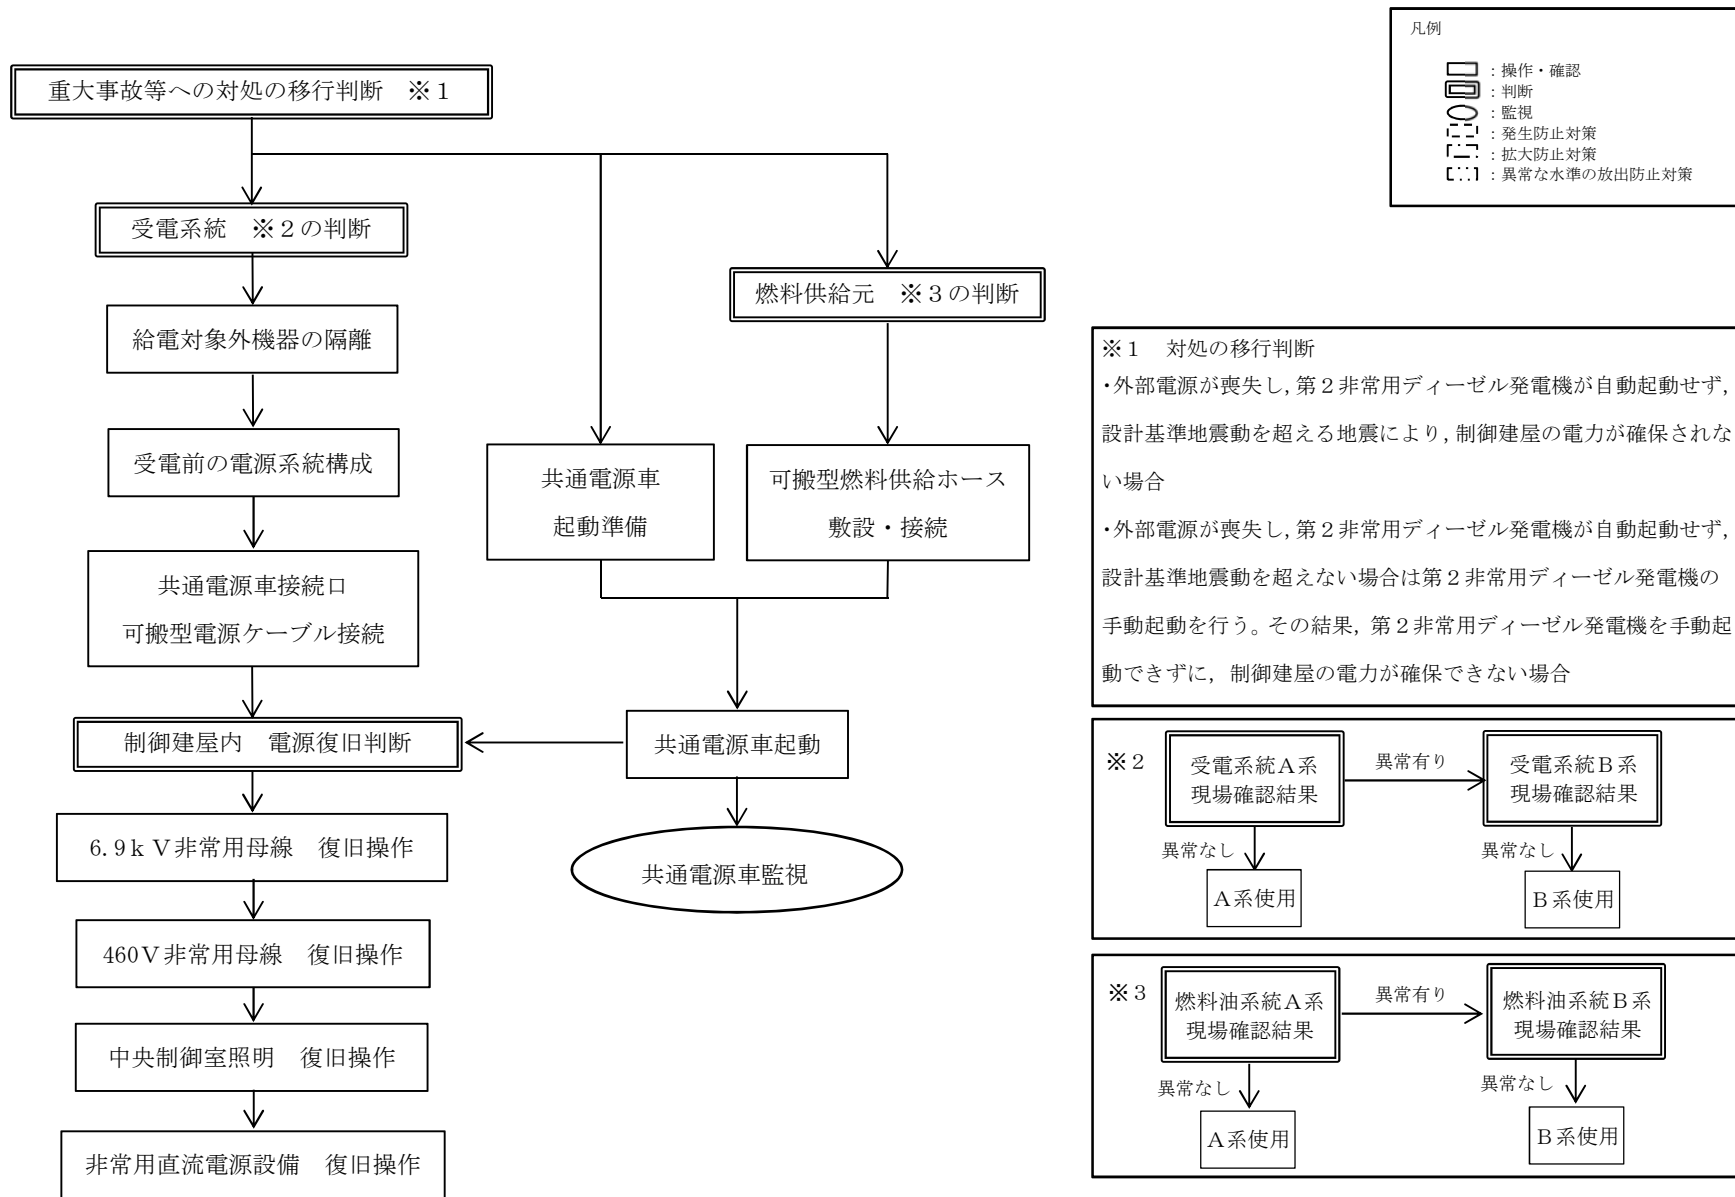 凡例
：操作・確認
：判断
：監視
：発生防止対策
：拡大防止対策
：異常な水準の放出防止対策
重大事故等への対処の移行判断　※１
受電系統　※２の判断
給電対象外機器の隔離
受電前の電源系統構成
共通電源車接続口
可搬型電源ケーブル接続
制御建屋内　電源復旧判断
6.9ｋＶ非常用母線　復旧操作
460Ｖ非常用母線　復旧操作
中央制御室照明　復旧操作
非常用直流電源設備　復旧操作
共通電源車
起動準備
燃料供給元　※３の判断
可搬型燃料供給ホース
敷設・接続
共通電源車起動
共通電源車監視
※１　対処の移行判断
・外部電源が喪失し，第２非常用ディーゼル発電機が自動起動せず，
設計基準地震動を超える地震により，制御建屋の電力が確保されな
い場合
・外部電源が喪失し，第２非常用ディーゼル発電機が自動起動せず，
設計基準地震動を超えない場合は第２非常用ディーゼル発電機の
手動起動を行う。その結果，第２非常用ディーゼル発電機を手動起
動できずに，制御建屋の電力が確保できない場合
※２
受電系統Ａ系
現場確認結果
異常有り
受電系統Ｂ系
現場確認結果
異常なし
異常なし
Ａ系使用
Ｂ系使用
※３
燃料油系統Ａ系
現場確認結果
異常有り
燃料油系統Ｂ系
現場確認結果
異常なし
異常なし
Ａ系使用
Ｂ系使用